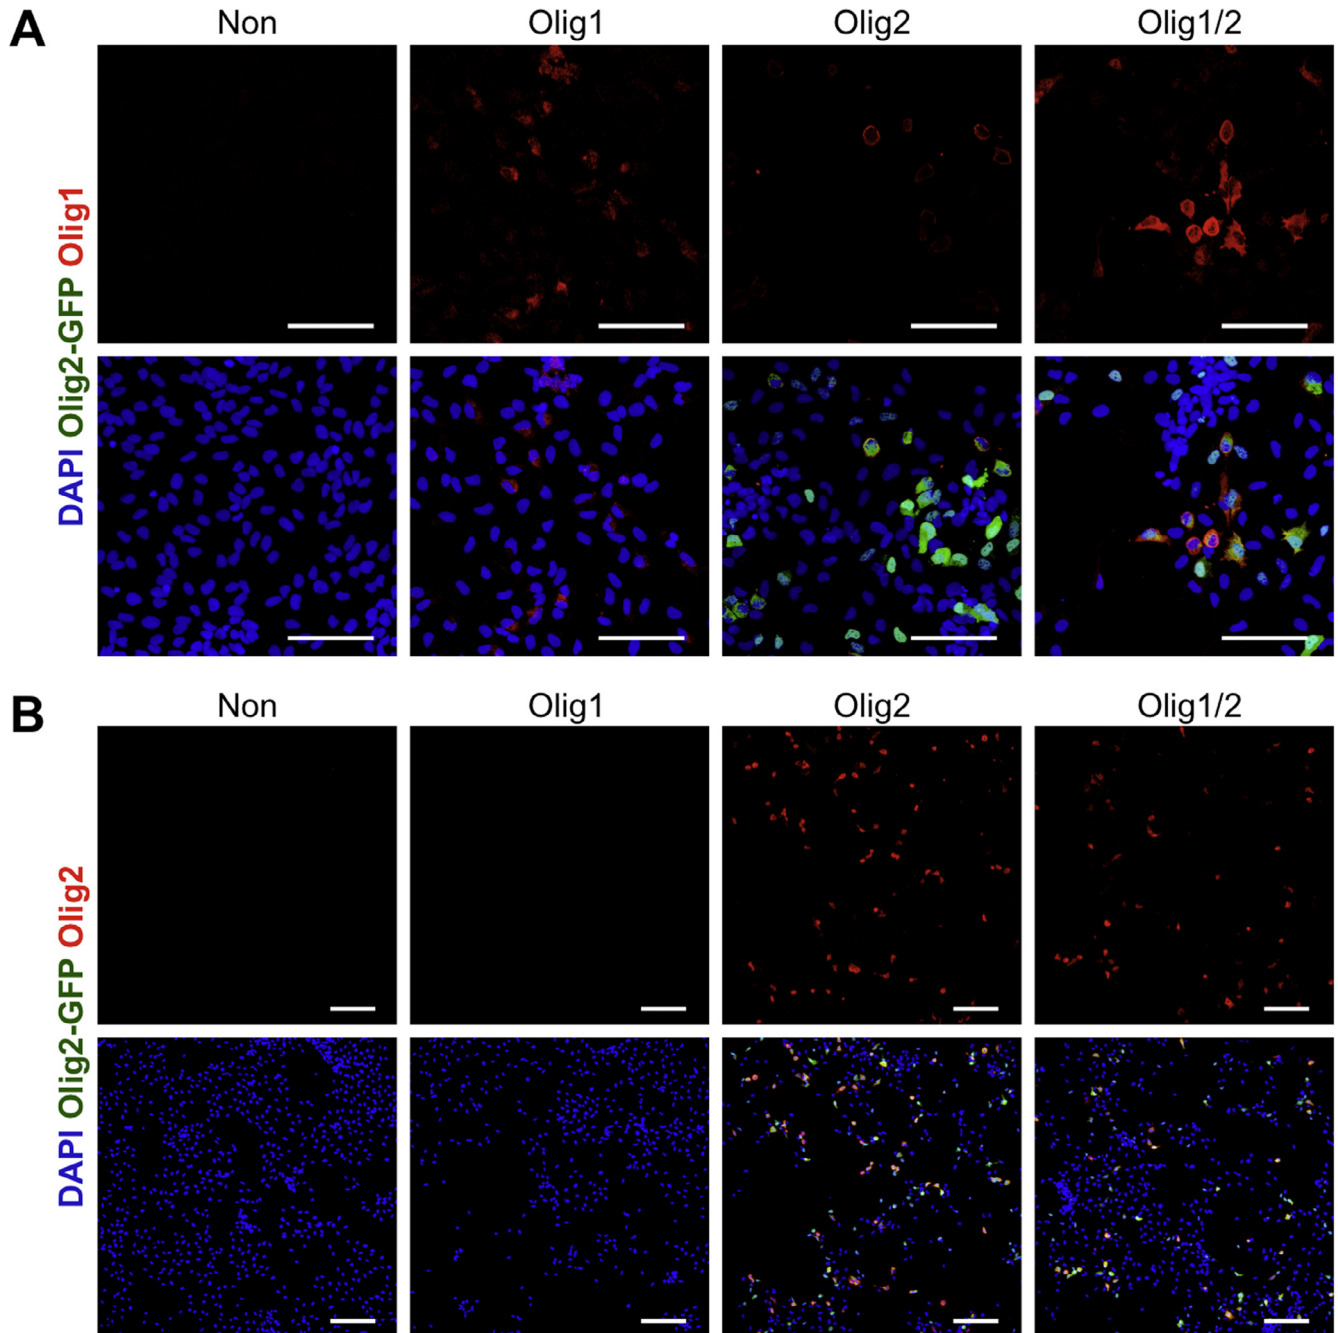 A
Non
Olig1
Olig2
Olig1/2
DAPI Olig2-GFP Olig1
B
Non
Olig1
Olig2
Olig1/2
DAPI Olig2-GFP Olig2